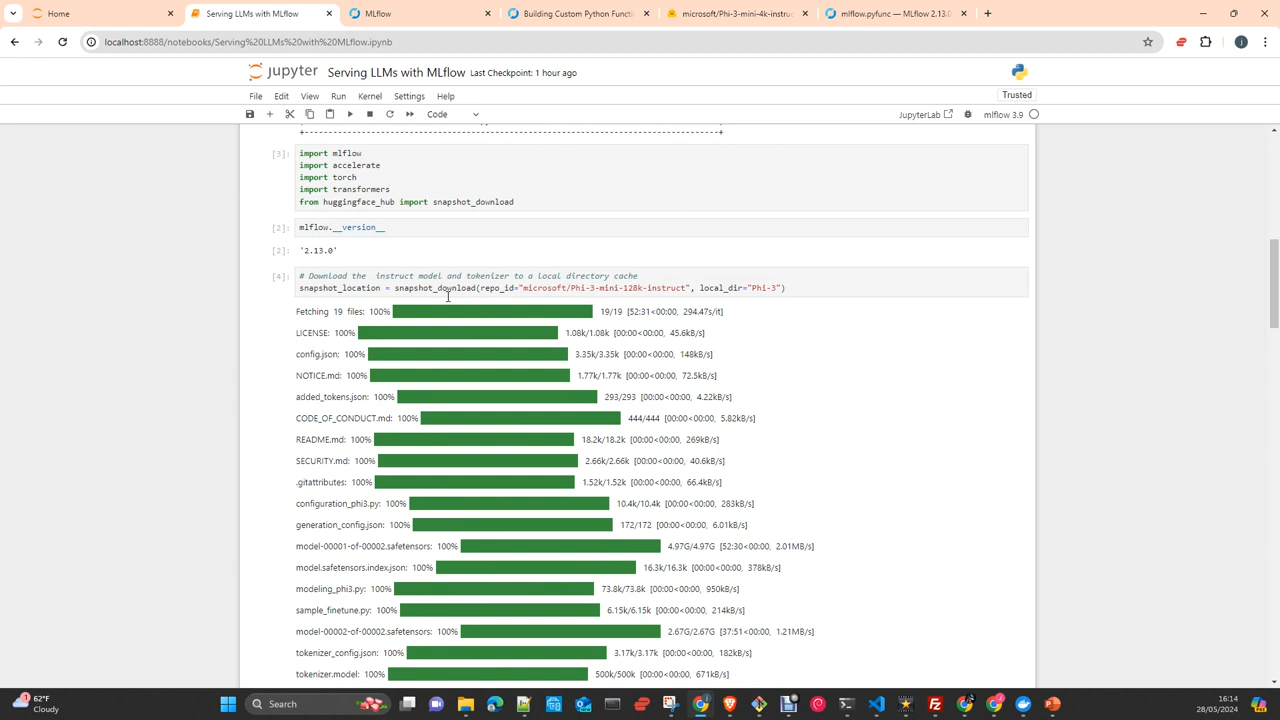 Home
Serving LLMs with MLflow
MLflow
Building Custom Python Functi
microsoft/Phi-3-mini-4k-instruc
mlflow.pyfunc — MLflow 2.13.0
localhost:8888/notebooks/Serving%20LLMs%20with%20MLflow.ipynb
jupyter Serving LLMs with MLflow Last Checkpoint: 1 hour ago
File Edit View Run Kernel Settings Help
Trusted
Code
JupyterLab
mlflow 3.9
[3]: import mlflow
import accelerate
import torch
import transformers
from huggingface_hub import snapshot_download
[2]: mlflow.__version__
[2]: '2.13.0'
[4]: # Download the  instruct model and tokenizer to a local directory cache
snapshot_location = snapshot_download(repo_id="microsoft/Phi-3-mini-128k-instruct", local_dir="Phi-3")
Fetching 19 files: 100% 19/19 [52:31<00:00, 294.47s/it]
LICENSE: 100% 1.08k/1.08k [00:00<00:00, 45.6kB/s]
config.json: 100% 3.35k/3.35k [00:00<00:00, 148kB/s]
NOTICE.md: 100% 1.77k/1.77k [00:00<00:00, 72.5kB/s]
added_tokens.json: 100% 293/293 [00:00<00:00, 4.22kB/s]
CODE_OF_CONDUCT.md: 100% 444/444 [00:00<00:00, 5.82kB/s]
README.md: 100% 18.2k/18.2k [00:00<00:00, 269kB/s]
SECURITY.md: 100% 2.66k/2.66k [00:00<00:00, 40.6kB/s]
.gitattributes: 100% 1.52k/1.52k [00:00<00:00, 66.4kB/s]
configuration_phi3.py: 100% 10.4k/10.4k [00:00<00:00, 283kB/s]
generation_config.json: 100% 172/172 [00:00<00:00, 6.01kB/s]
model-00001-of-00002.safetensors: 100% 4.97G/4.97G [52:30<00:00, 2.01MB/s]
model.safetensors.index.json: 100% 16.3k/16.3k [00:00<00:00, 378kB/s]
modeling_phi3.py: 100% 73.8k/73.8k [00:00<00:00, 950kB/s]
sample_finetune.py: 100% 6.15k/6.15k [00:00<00:00, 214kB/s]
model-00002-of-00002.safetensors: 100% 2.67G/2.67G [37:51<00:00, 1.21MB/s]
tokenizer_config.json: 100% 3.17k/3.17k [00:00<00:00, 182kB/s]
tokenizer.model: 100% 500k/500k [00:00<00:00, 671kB/s]
62°F
Cloudy
Search
16:14
28/05/2024